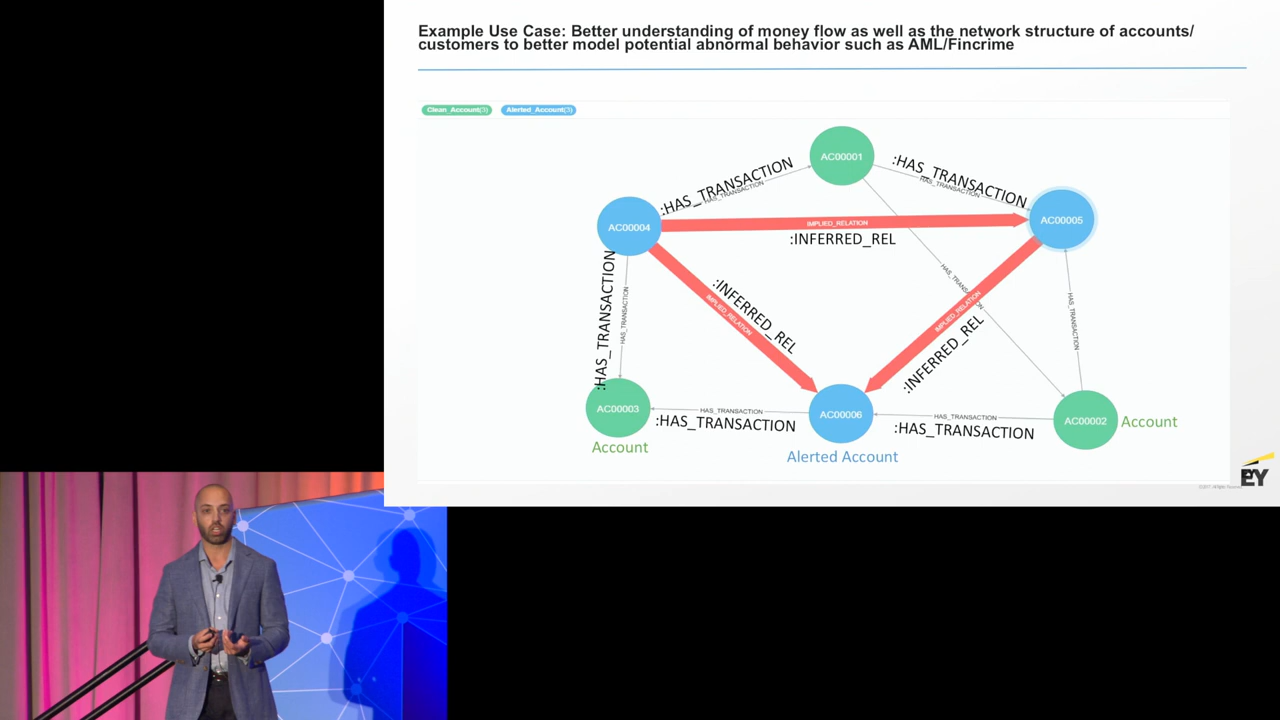 Example Use Case: Better understanding of money flow as well as the network structure of accounts/
customers to better model potential abnormal behavior such as AML/Fincrime
Clean_Account(3)
Alerted_Account(3)
AC00001
:HAS_TRANSACTION
HAS_TRANSACTION
:HAS_TRANSACTION
HAS_TRANSACTION
AC00004
IMPLIED_RELATION
:INFERRED_REL
AC00005
:HAS_TRANSACTION
HAS_TRANSACTION
:INFERRED_REL
IMPLIED_RELATION
HAS_TRANSA
IMPLIED_RELATION
:INFERRED_REL
HAS_TRANSACTION
AC00003
HAS_TRANSACTION
:HAS_TRANSACTION
AC00006
HAS_TRANSACTION
:HAS_TRANSACTION
AC00002
Account
Account
Alerted Account
EY